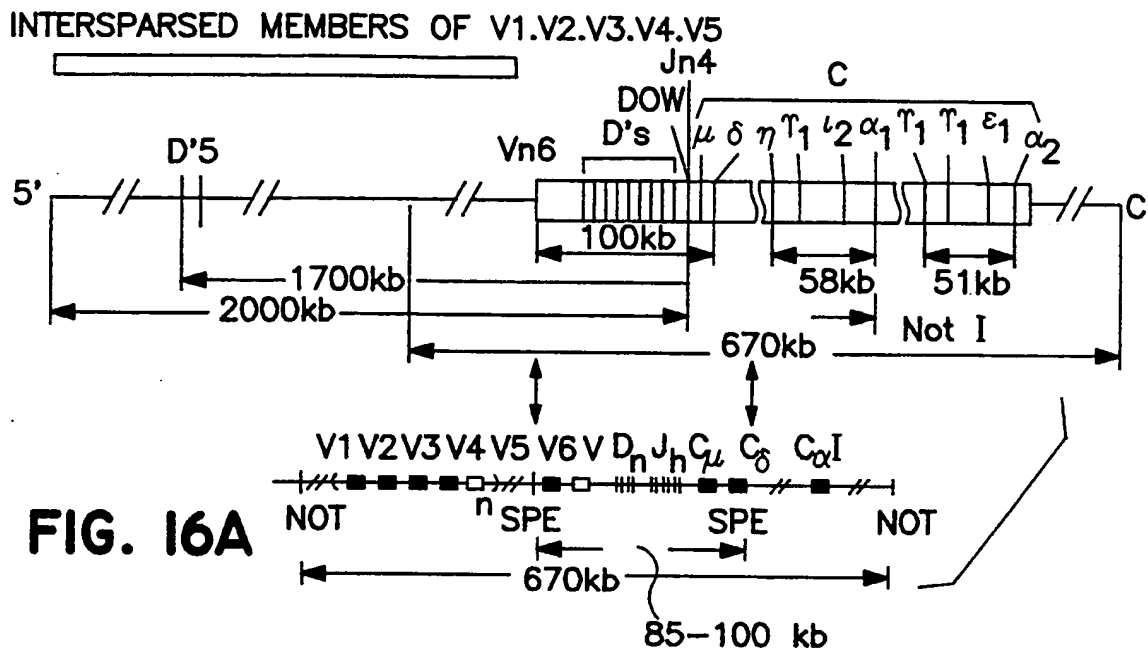 INTERSPARSED MEMBERS OF V1.V2.V3.V4.V5
Jn4
C
DOW
D's
μ δ η ϒ1 ι2 α1 ϒ1 ϒ1 ε1 α2
Vn6
D'5
5'
C
100kb
1700kb
58kb
51kb
2000kb
Not I
670kb
V1 V2 V3 V4 V5 V6 V Dn Jh Cμ Cδ CαI
n
NOT SPE SPE NOT
FIG. 16A
670kb
85-100 kb